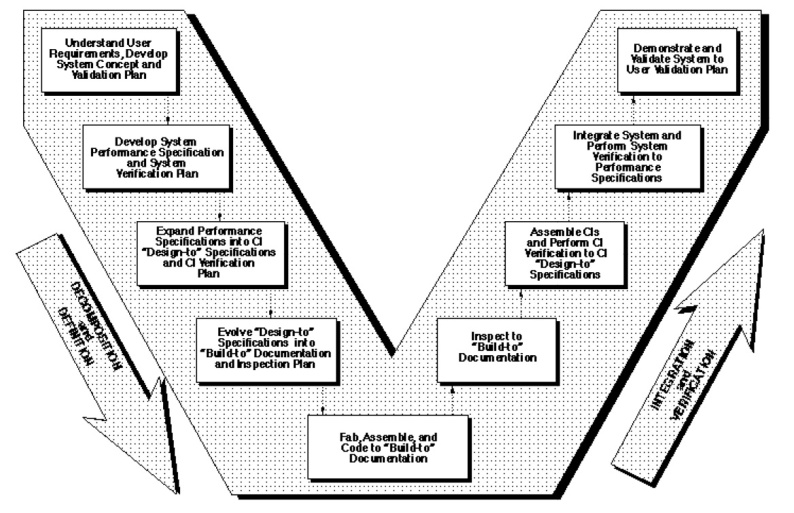 Understand User
Requirements, Develop
System Concept and
Validation Plan
Develop System
Performance Specification
and System
Verification Plan
Expand Performance
Specifications into CI
"Design-to" Specifications
and CI Verification
Plan
Evolve "Design-to"
Specifications into
"Build-to" Documentation
and Inspection Plan
Fab, Assemble, and
Code to "Build-to"
Documentation
Inspect to
"Build-to"
Documentation
Assemble CIs
and Perform CI
Verification to CI
"Design-to"
Specifications
Integrate System and
Perform System
Verification to
Performance
Specifications
Demonstrate and
Validate System to
User Validation Plan
DECOMPOSITION
and
DEFINITION
INTEGRATION
and
VERIFICATION